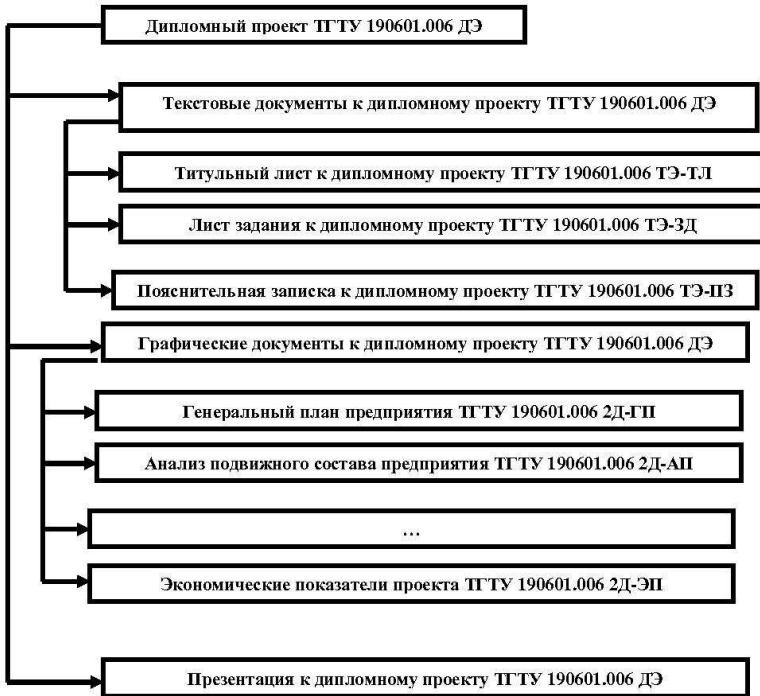 Дипломный проект ТГТУ 190601.006 ДЭ
Текстовые документы к дипломному проекту ТГТУ 190601.006 ДЭ
Титульный лист к дипломному проекту ТГТУ 190601.006 ТЭ-ТЛ
Лист задания к дипломному проекту ТГТУ 190601.006 ТЭ-ЗД
Пояснительная записка к дипломному проекту ТГТУ 190601.006 ТЭ-ПЗ
Графические документы к дипломному проекту ТГТУ 190601.006 ДЭ
Генеральный план предприятия ТГТУ 190601.006 2Д-ГП
Анализ подвижного состава предприятия ТГТУ 190601.006 2Д-АП
...
Экономические показатели проекта ТГТУ 190601.006 2Д-ЭП
Презентация к дипломному проекту ТГТУ 190601.006 ДЭ